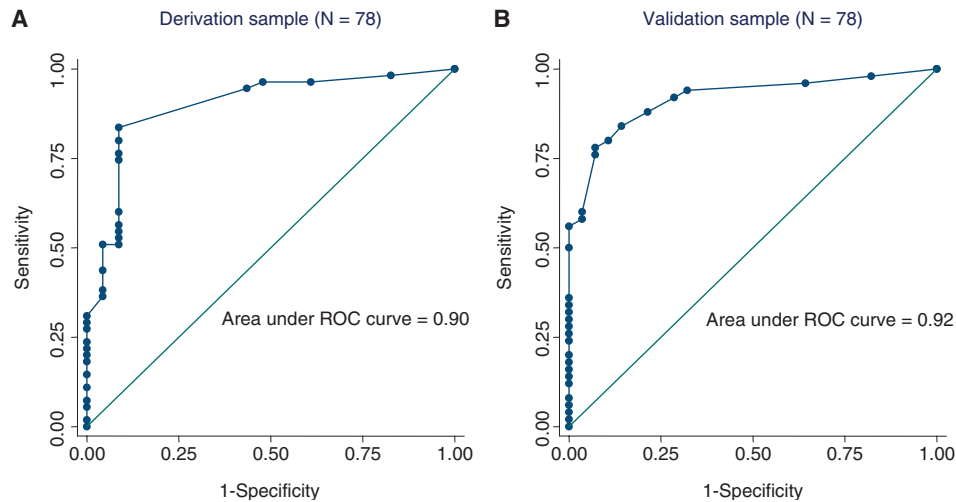 A
Derivation sample (N = 78)
1.00
0.75
0.50
0.25
0.00
Sensitivity
Area under ROC curve = 0.90
0.00 0.25 0.50 0.75 1.00
1-Specificity
B
Validation sample (N = 78)
1.00
0.75
0.50
0.25
0.00
Sensitivity
Area under ROC curve = 0.92
0.00 0.25 0.50 0.75 1.00
1-Specificity